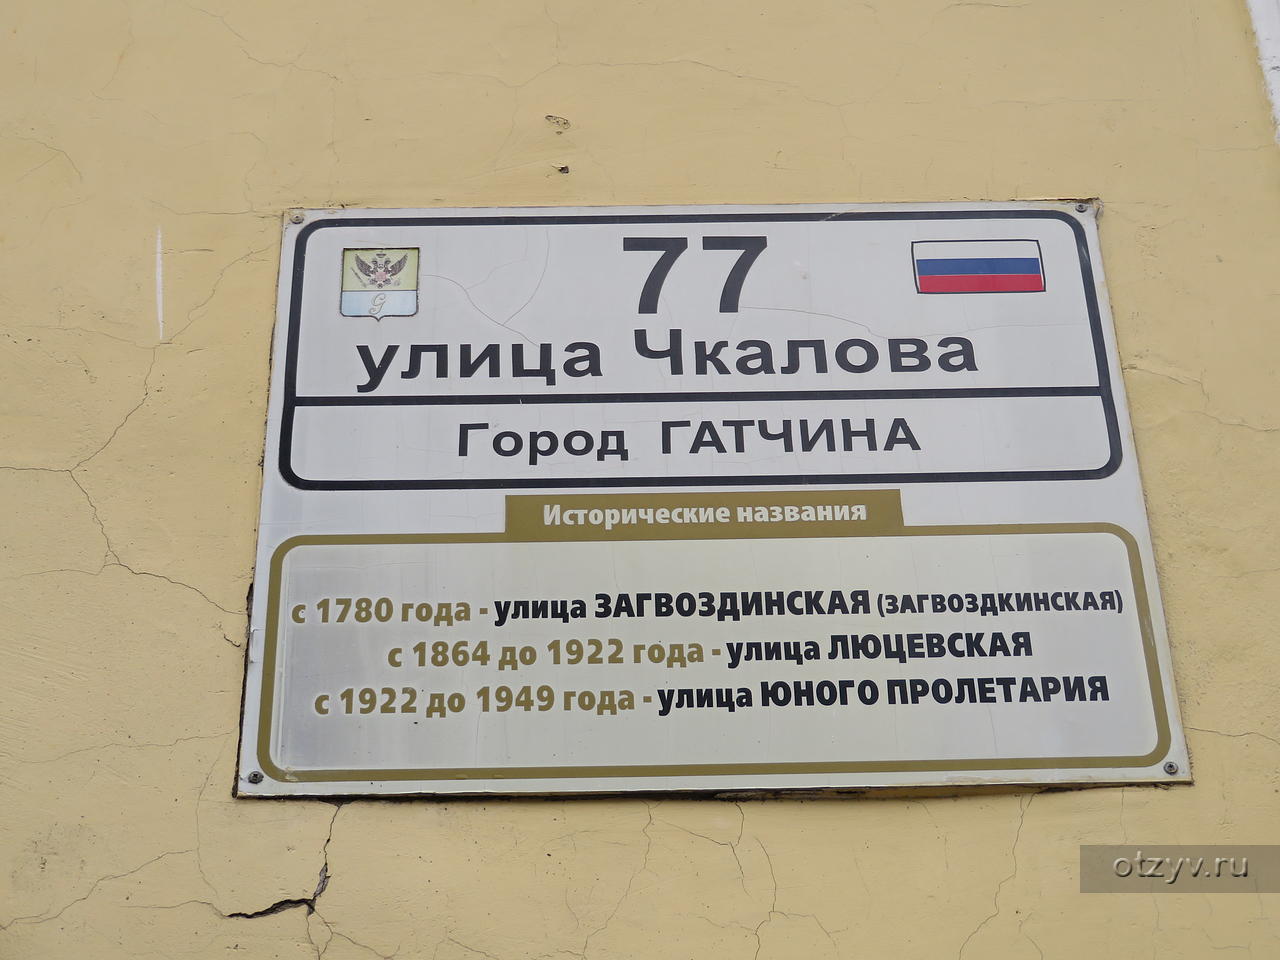 77
улица Чкалова
Город ГАТЧИНА
Исторические названия
с 1780 года - улица ЗАГВОЗДИНСКАЯ (ЗАГВОЗДКИНСКАЯ)
с 1864 до 1922 года - улица ЛЮЦЕВСКАЯ
с 1922 до 1949 года - улица ЮНОГО ПРОЛЕТАРИЯ
G
otzyv.ru